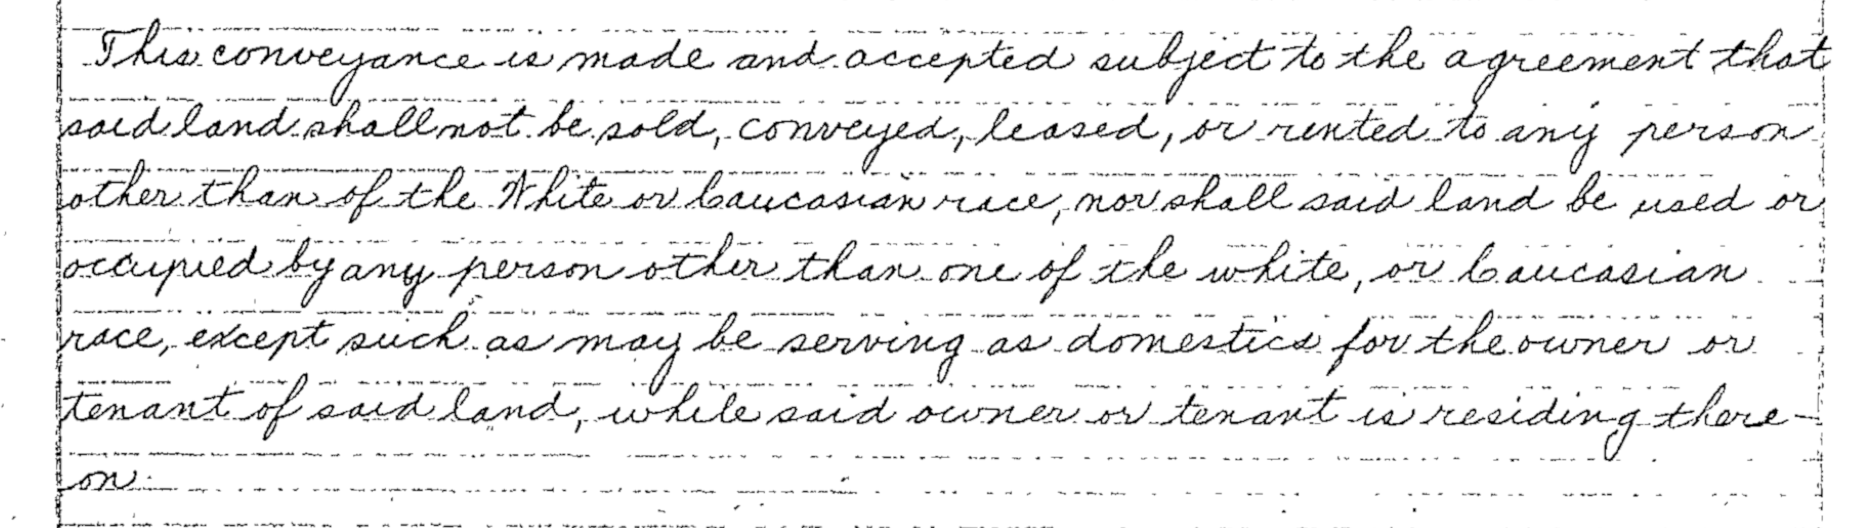 This conveyance is made and accepted subject to the agreement that
said land shall not be sold, conveyed, leased, or rented to any person
other than of the White or Caucasian race, nor shall said land be used or
occupied by any person other than one of the white, or Caucasian
race, except such as may be serving as domestics for the owner or
tenant of said land, while said owner or tenant is residing there-
on.